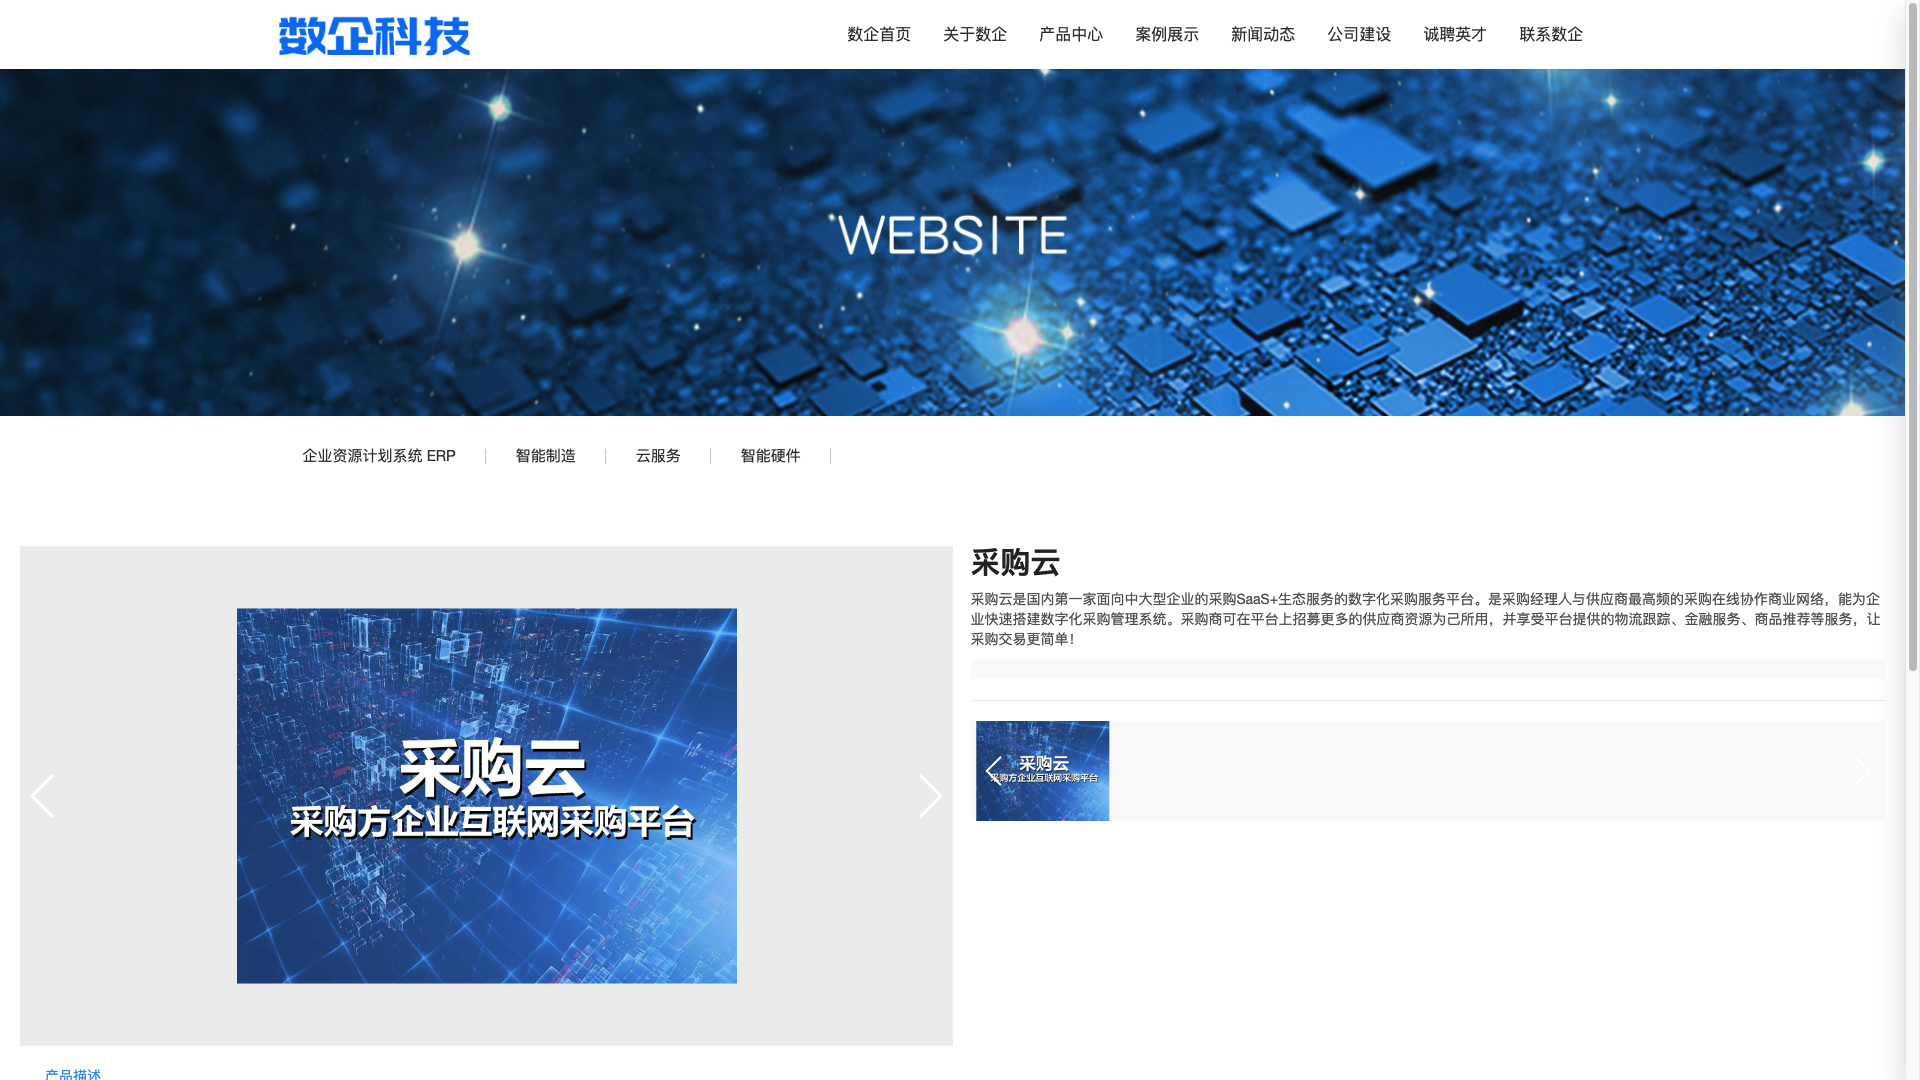 数企科技
数企首页 关于数企 产品中心 案例展示 新闻动态 公司建设 诚聘英才 联系数企
WEBSITE
企业资源计划系统 ERP 智能制造 云服务 智能硬件
采购云
采购云是国内第一家面向中大型企业的采购SaaS+生态服务的数字化采购服务平台。是采购经理人与供应商最高频的采购在线协作商业网络，能为企
业快速搭建数字化采购管理系统。采购商可在平台上招募更多的供应商资源为己所用，并享受平台提供的物流跟踪、金融服务、商品推荐等服务，让
采购交易更简单！
采购云
采购方企业互联网采购平台
采购云
采购方企业互联网采购平台
产品描述